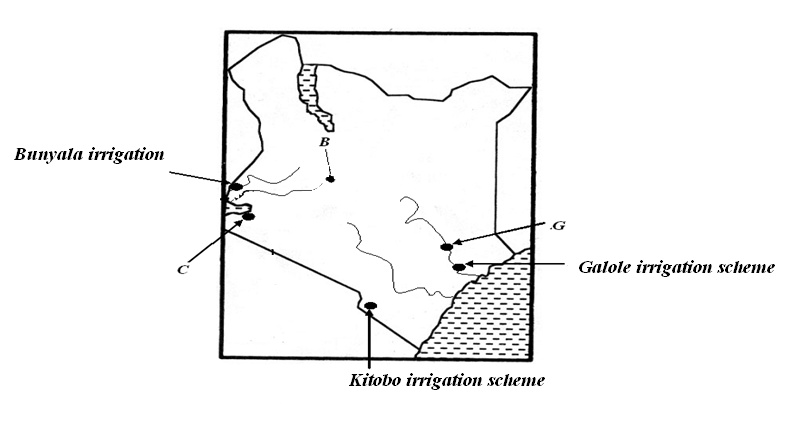 B
Bunyala irrigation
.G
C
Galole irrigation scheme
Kitobo irrigation scheme